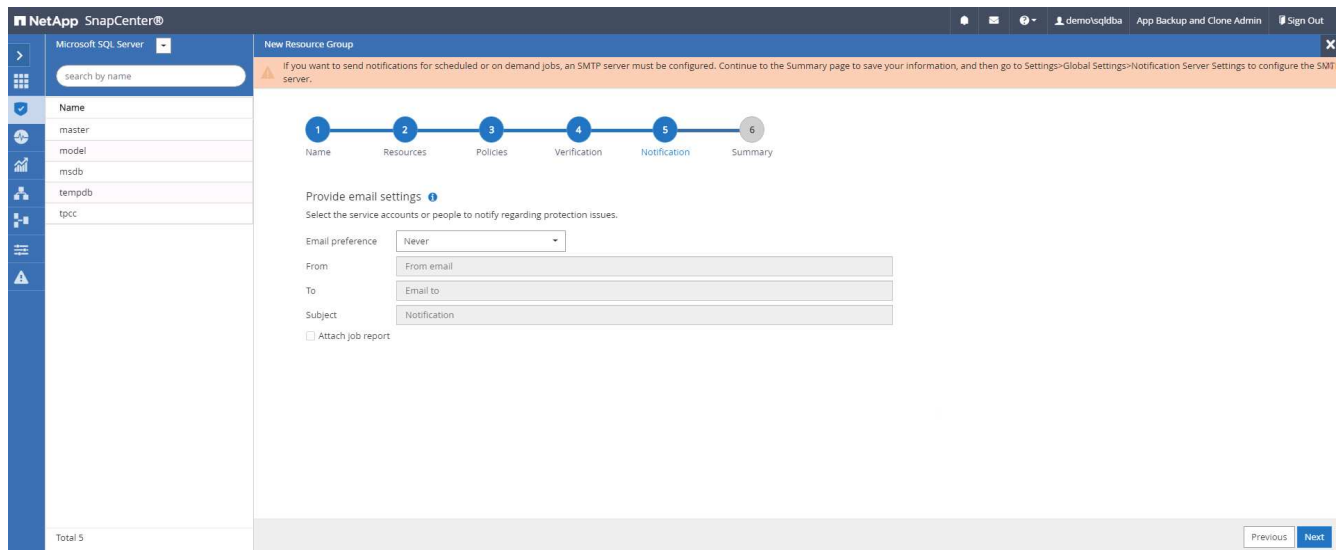 NetApp SnapCenter®
demo\sqldba App Backup and Clone Admin Sign Out
Microsoft SQL Server
search by name
Name
master
model
msdb
tempdb
tpcc
Total 5
New Resource Group
If you want to send notifications for scheduled or on demand jobs, an SMTP server must be configured. Continue to the Summary page to save your information, and then go to Settings>Global Settings>Notification Server Settings to configure the
server.
1 2 3 4 5 6
Name Resources Policies Verification Notification Summary
Provide email settings
Select the service accounts or people to notify regarding protection issues.
Email preference Never
From From email
To Email to
Subject Notification
Attach job report
Previous Next